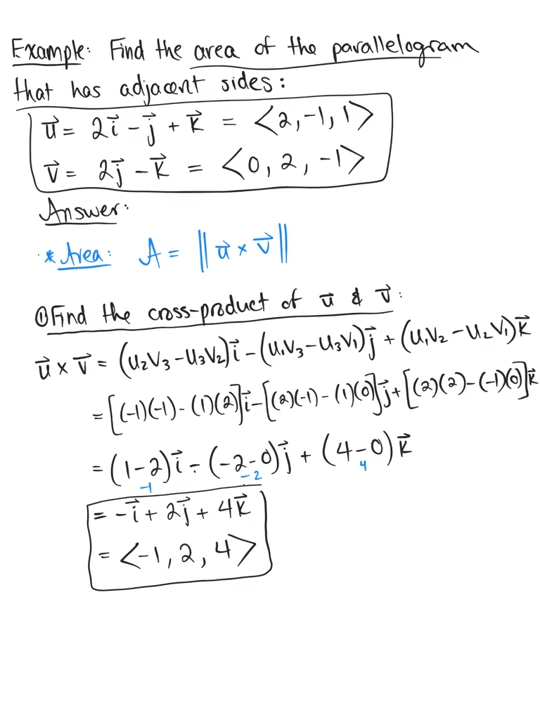 Example: Find the area of the parallelogram
that has adjacent sides:
u⃗ = 2i⃗ − j⃗ + k⃗ = <2, −1, 1>
v⃗ = 2j⃗ − k⃗ = <0, 2, −1>
Answer:
* Area: A = ‖u⃗ × v⃗‖
① Find the cross-product of u⃗ & v⃗:
u⃗ × v⃗ = (u₂v₃ − u₃v₂)i⃗ − (u₁v₃ − u₃v₁)j⃗ + (u₁v₂ − u₂v₁)k⃗
= [(−1)(−1) − (1)(2)]i⃗ − [(2)(−1) − (1)(0)]j⃗ + [(2)(2) − (−1)(0)]k⃗
= (1−2)i⃗ − (−2−0)j⃗ + (4−0)k⃗
−1 −2 4
= −i⃗ + 2j⃗ + 4k⃗
= <−1, 2, 4>